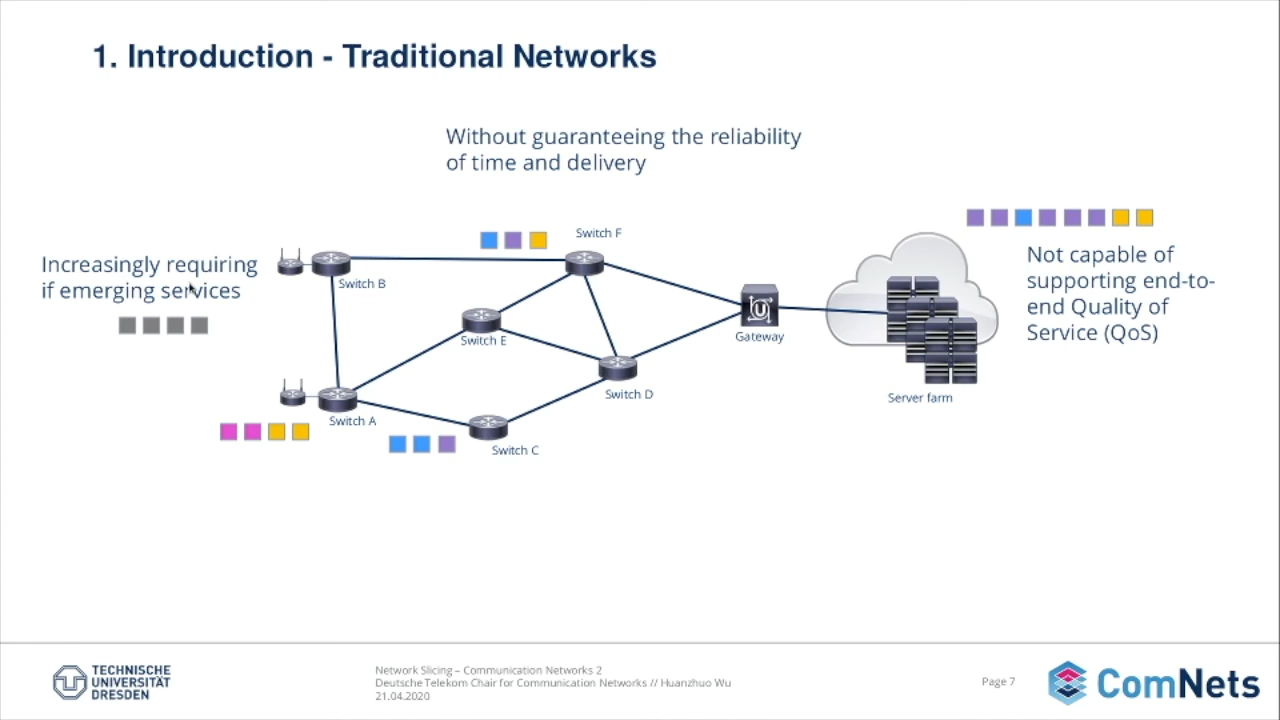 1. Introduction - Traditional Networks
Without guaranteeing the reliability
of time and delivery
Increasingly requiring
if emerging services
Switch B
Switch F
Switch E
Switch A
Switch C
Switch D
U
Gateway
Server farm
Not capable of
supporting end-to-
end Quality of
Service (QoS)
TECHNISCHE
UNIVERSITÄT
DRESDEN
Network Slicing – Communication Networks 2
Deutsche Telekom Chair for Communication Networks // Huanzhuo Wu
21.04.2020
Page 7
ComNets